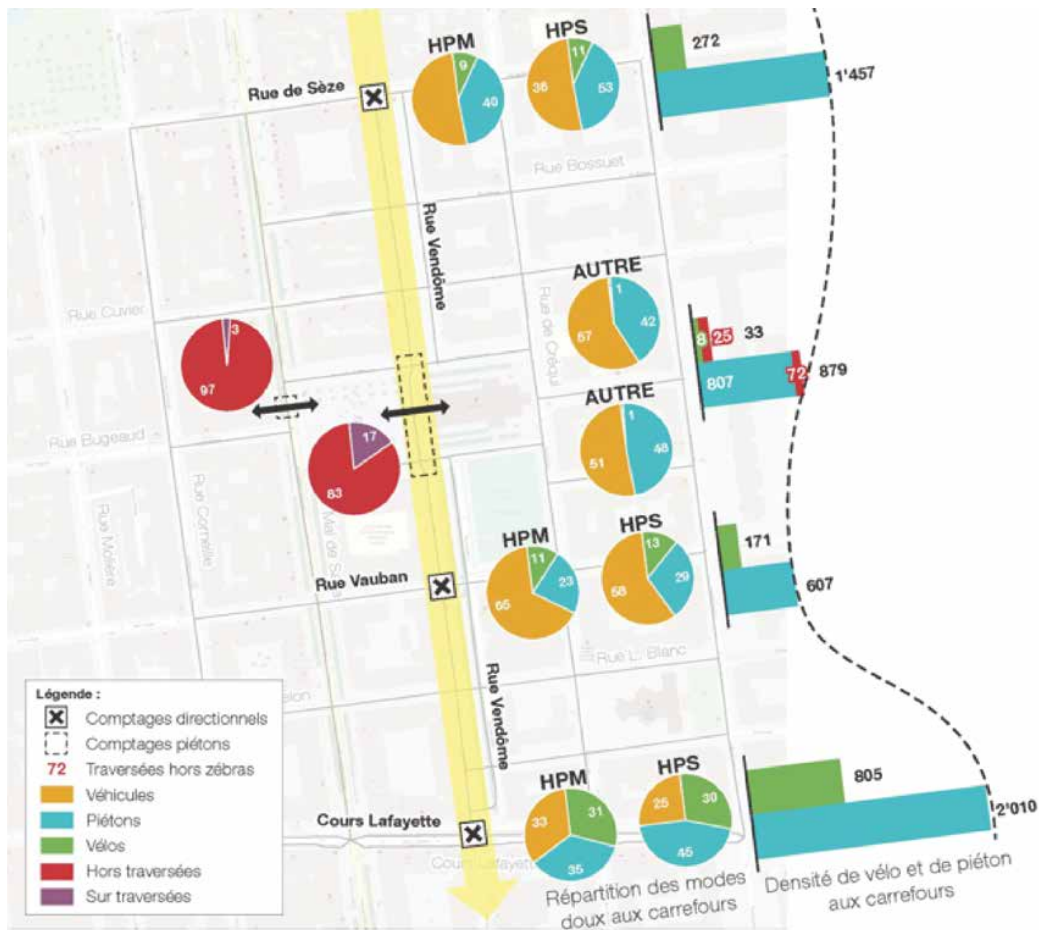 HPM
9
40
HPS
11
36
53
272
1'457
Rue de Sèze
Rue Bossuet
Rue Vendôme
AUTRE
1
67
42
Rue de Créqui
Rue Cuvier
3
97
8
25
33
807
72
879
AUTRE
1
51
48
Rue Bugeaud
17
83
Rue Corneille
Rue Molière
Mal de Sa
HPM
11
65
23
HPS
13
58
29
171
607
Rue Vauban
Rue L. Blanc
Rue Vendôme
elon
Légende :
Comptages directionnels
Comptages piétons
72 Traversées hors zébras
Véhicules
Piétons
Vélos
Hors traversées
Sur traversées
HPM
33
31
35
HPS
25
30
45
805
2'010
Cours Lafayette
Cours Lafayette
Répartition des modes
doux aux carrefours
Densité de vélo et de piéton
aux carrefours